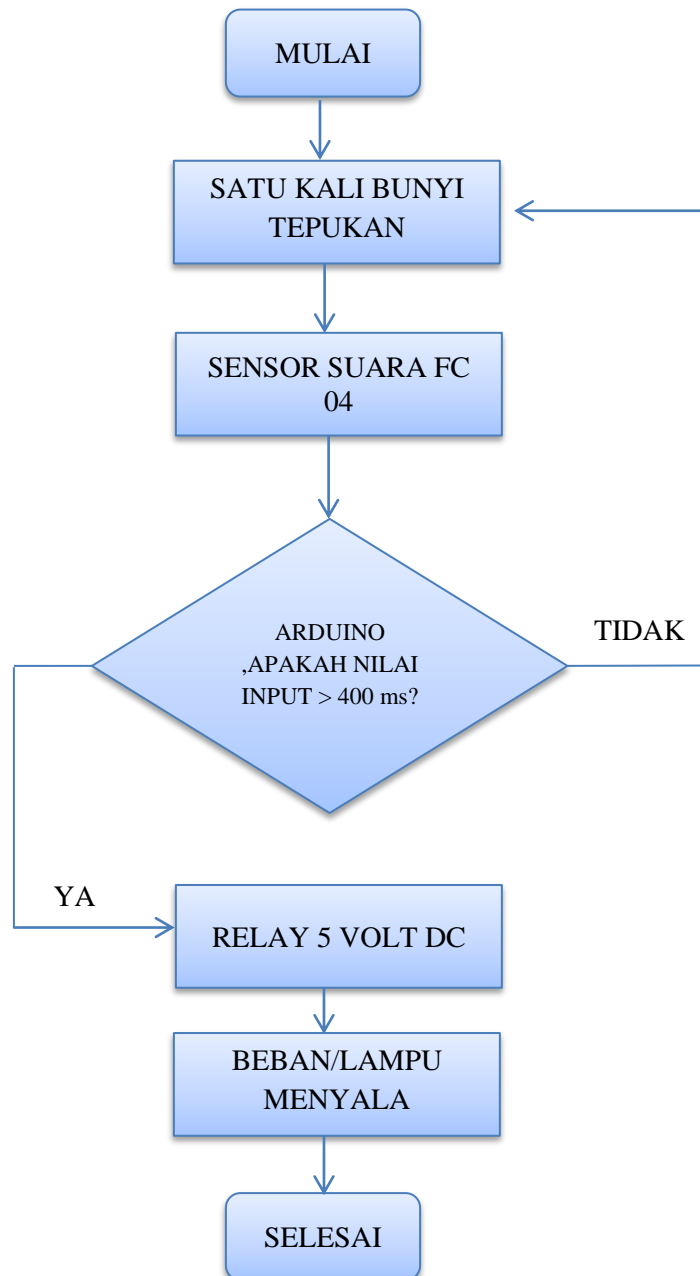 MULAI
SATU KALI BUNYI
TEPUKAN
SENSOR SUARA FC
04
ARDUINO
,APAKAH NILAI
INPUT > 400 ms?
TIDAK
YA
RELAY 5 VOLT DC
BEBAN/LAMPU
MENYALA
SELESAI